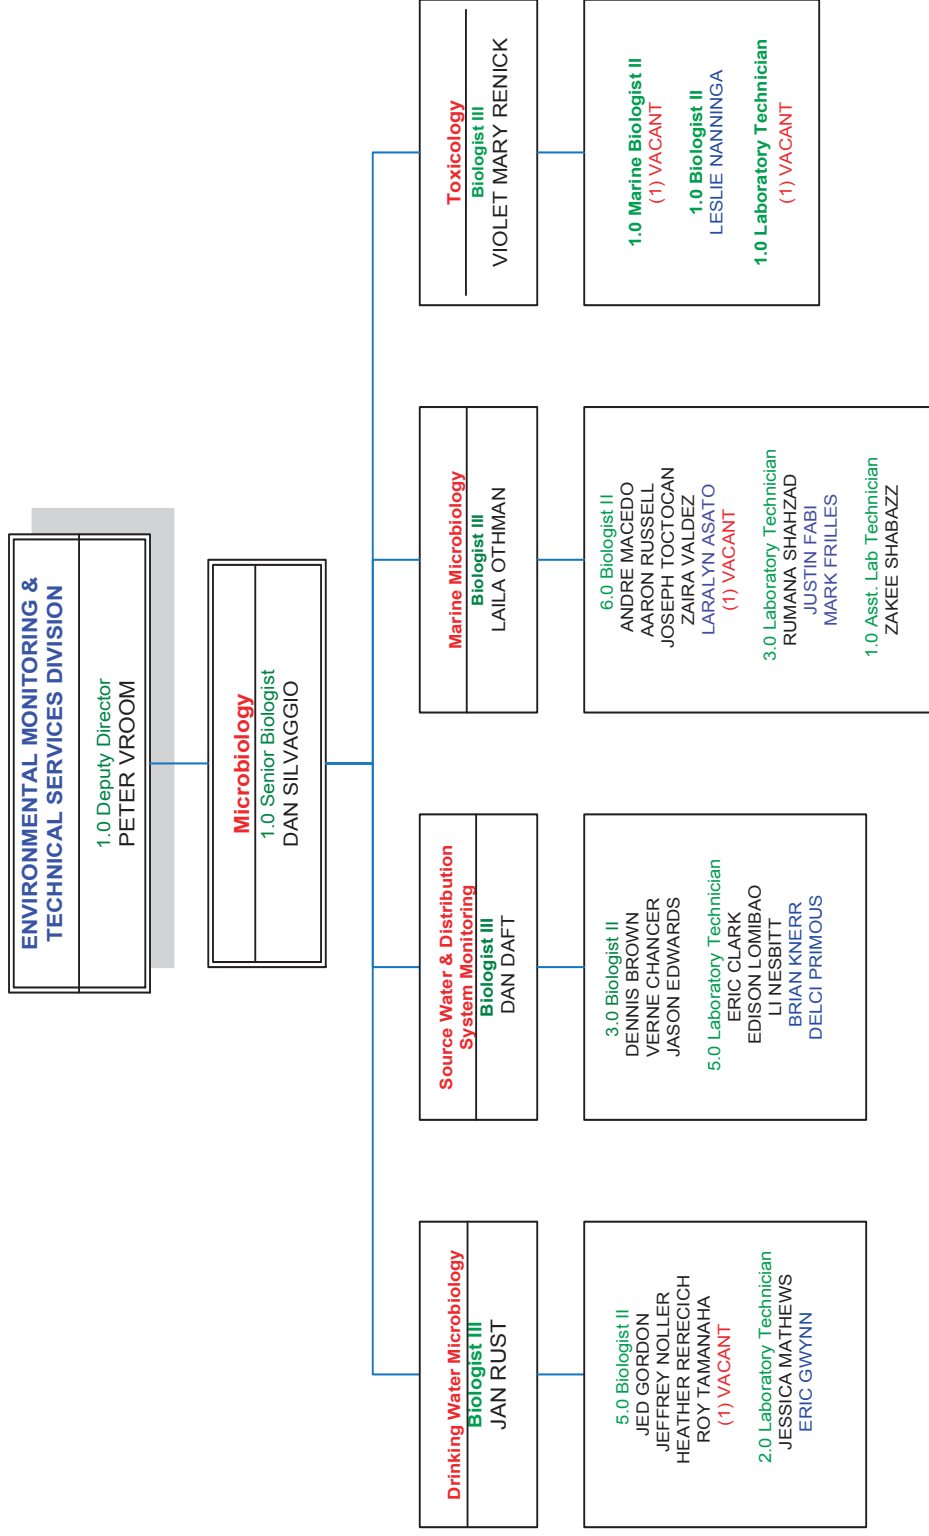 ENVIRONMENTAL MONITORING &
TECHNICAL SERVICES DIVISION
1.0 Deputy Director
PETER VROOM
Microbiology
1.0 Senior Biologist
DAN SILVAGGIO
Drinking Water Microbiology
Biologist III
JAN RUST
5.0 Biologist II
JED GORDON
JEFFREY NOLLER
HEATHER RERECICH
ROY TAMANAHA
(1) VACANT
2.0 Laboratory Technician
JESSICA MATHEWS
ERIC GWYNN
Source Water & Distribution
System Monitoring
Biologist III
DAN DAFT
3.0 Biologist II
DENNIS BROWN
VERNE CHANCER
JASON EDWARDS
5.0 Laboratory Technician
ERIC CLARK
EDISON LOMIBAO
LI NESBITT
BRIAN KNERR
DELCI PRIMOUS
Marine Microbiology
Biologist III
LAILA OTHMAN
6.0 Biologist II
ANDRE MACEDO
AARON RUSSELL
JOSEPH TOCTOCAN
ZAIRA VALDEZ
LARALYN ASATO
(1) VACANT
3.0 Laboratory Technician
RUMANA SHAHZAD
JUSTIN FABI
MARK FRILLES
1.0 Asst. Lab Technician
ZAKEE SHABAZZ
Toxicology
Biologist III
VIOLET MARY RENICK
1.0 Marine Biologist II
(1) VACANT
1.0 Biologist II
LESLIE NANNINGA
1.0 Laboratory Technician
(1) VACANT